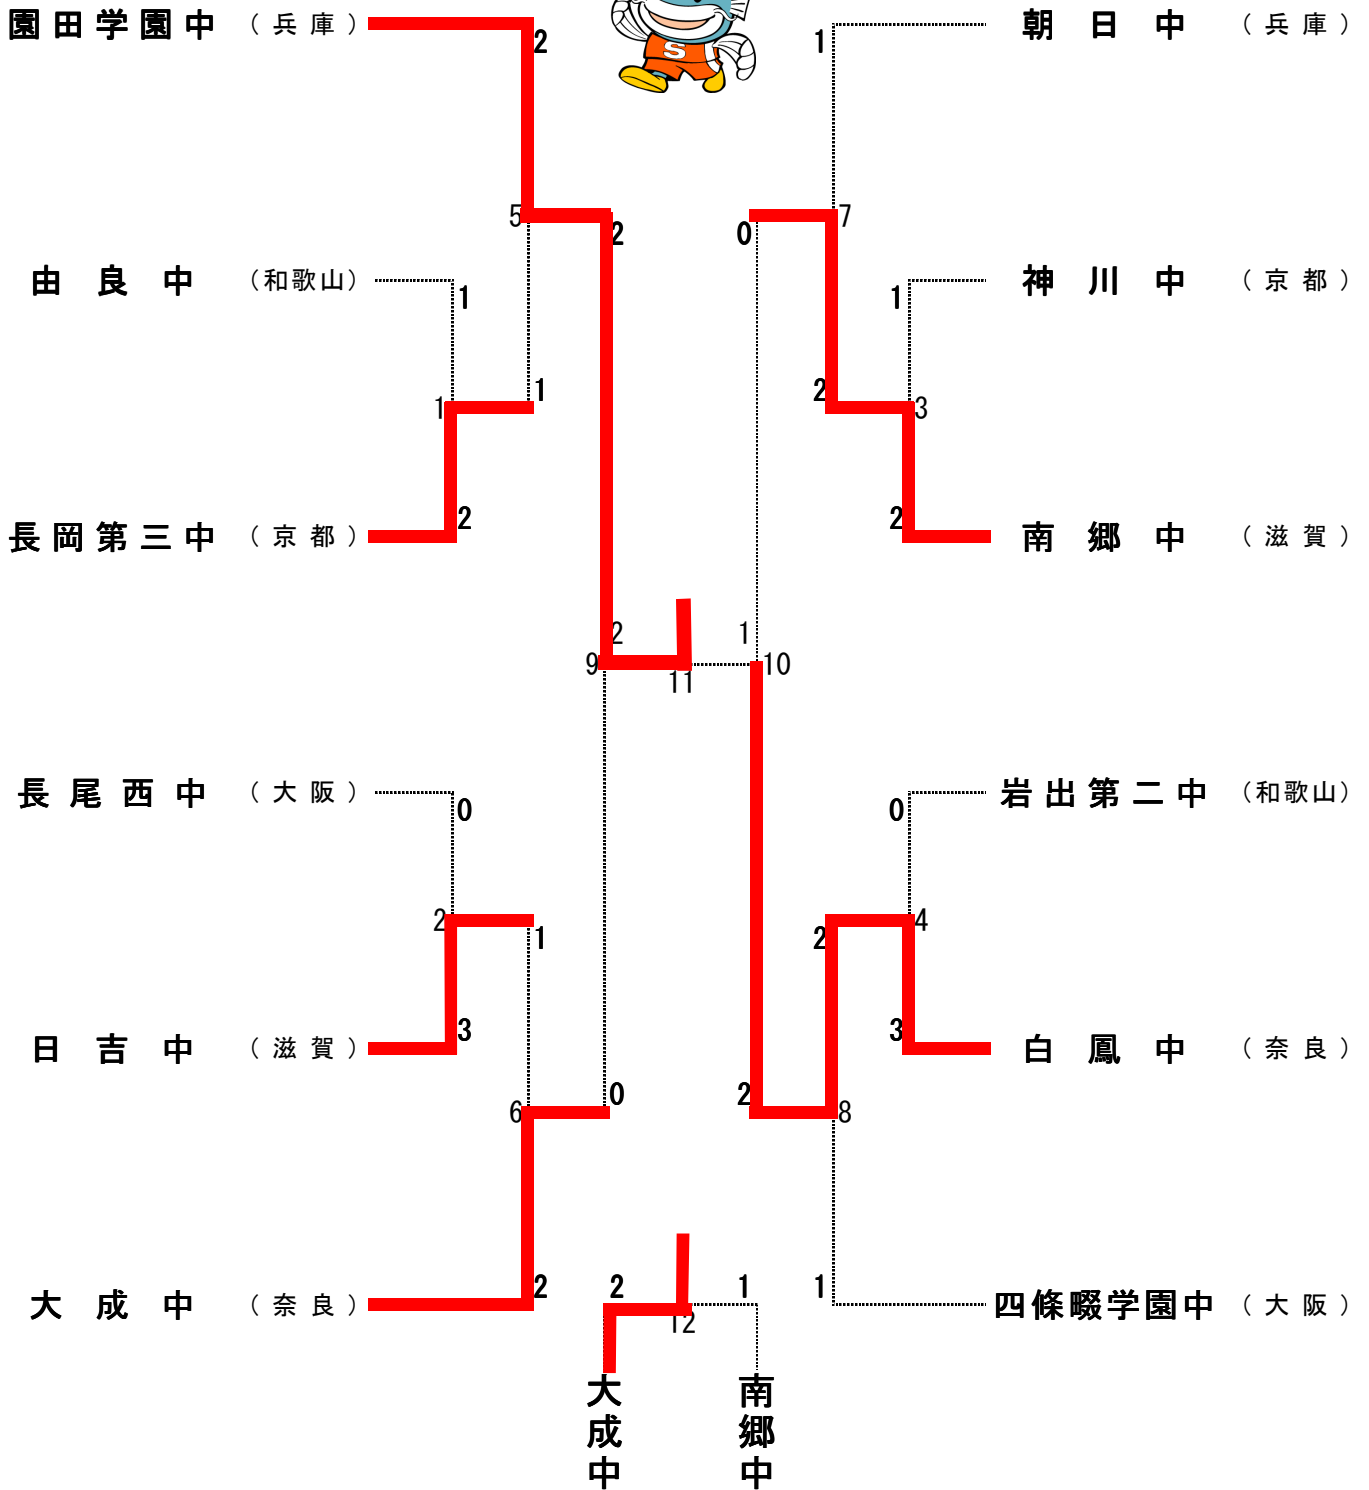 園田学園中 （兵庫） 2 S 1 朝日中 （兵庫）
5 2 0 7
由良中 （和歌山） 1 1 神川中 （京都）
1 1 2 3
長岡第三中 （京都） 2 2 南郷中 （滋賀）
2 1
9 11 10
長尾西中 （大阪） 0 0 岩出第二中 （和歌山）
2 1 2 4
日吉中 （滋賀） 3 3 白鳳中 （奈良）
6 0 2 8
大成中 （奈良） 2 2 1 1 四條畷学園中 （大阪）
12
大成中
南郷中